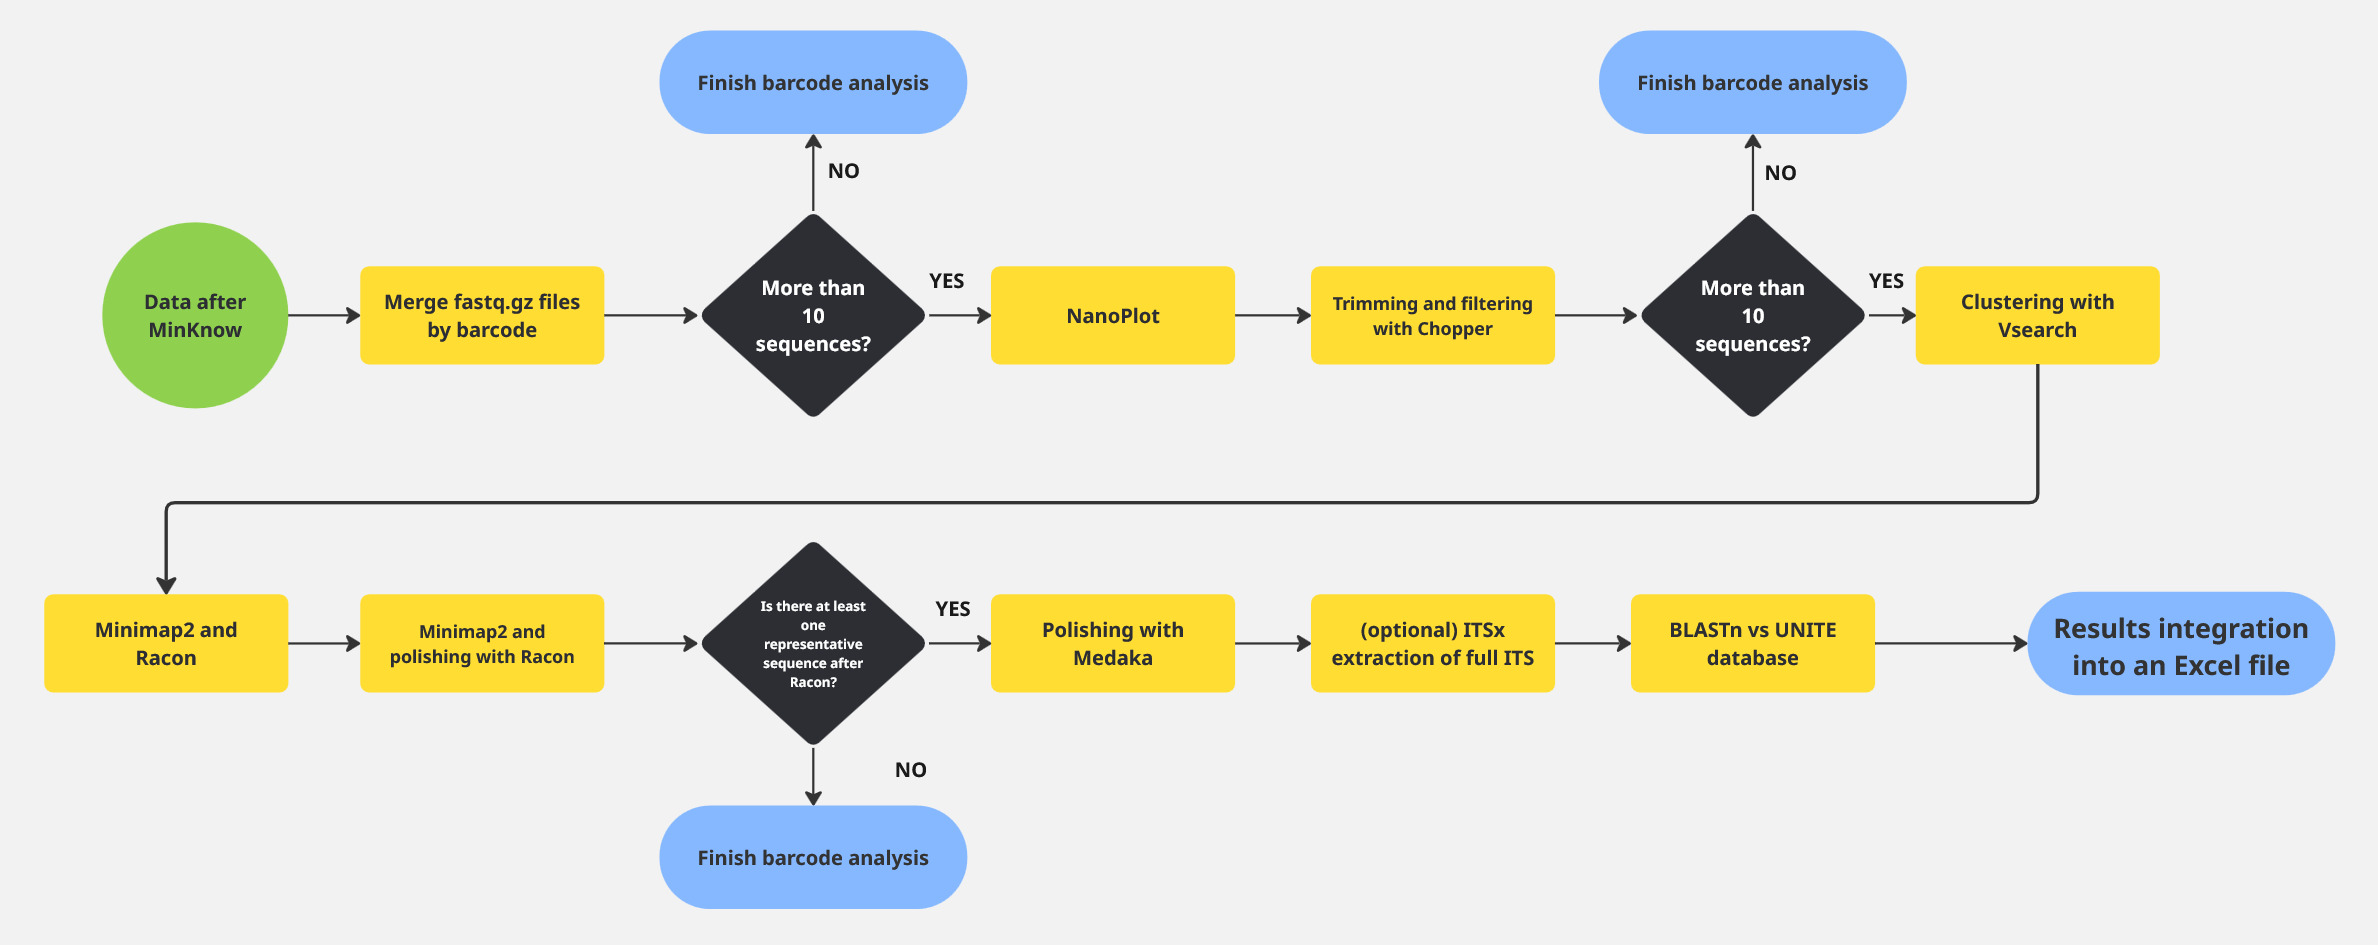 Finish barcode analysis
Finish barcode analysis
NO
NO
Data after
MinKnow
Merge fastq.gz files
by barcode
More than
10
sequences?
YES
NanoPlot
Trimming and filtering
with Chopper
More than
10
sequences?
YES
Clustering with
Vsearch
Minimap2 and
Racon
Minimap2 and
polishing with Racon
Is there at least
one
representative
sequence after
Racon?
YES
Polishing with
Medaka
(optional) ITSx
extraction of full ITS
BLASTn vs UNITE
database
Results integration
into an Excel file
NO
Finish barcode analysis